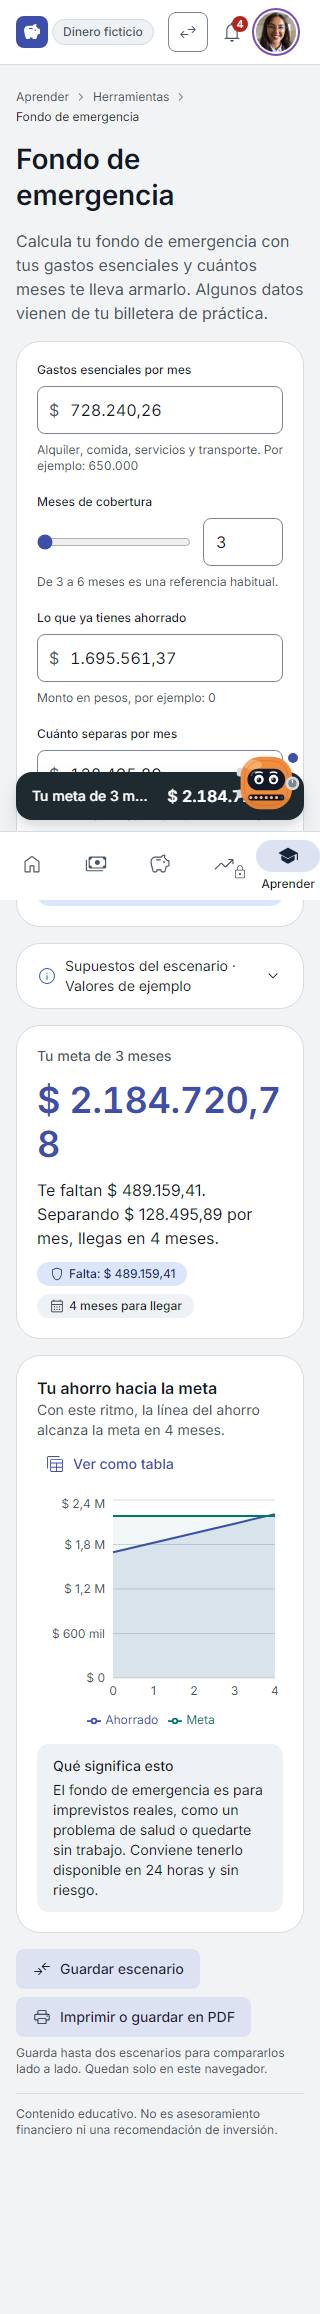 Dinero ficticio
4
Aprender > Herramientas >
Fondo de emergencia
Fondo de
emergencia
Calcula tu fondo de emergencia con
tus gastos esenciales y cuántos
meses te lleva armarlo. Algunos datos
vienen de tu billetera de práctica.
Gastos esenciales por mes
$ 728.240,26
Alquiler, comida, servicios y transporte. Por
ejemplo: 650.000
Meses de cobertura
3
De 3 a 6 meses es una referencia habitual.
Lo que ya tienes ahorrado
$ 1.695.561,37
Monto en pesos, por ejemplo: 0
Cuánto separas por mes
Tu meta de 3 m... $ 2.184.7
Aprender
Supuestos del escenario ·
Valores de ejemplo
Tu meta de 3 meses
$ 2.184.720,7
8
Te faltan $ 489.159,41.
Separando $ 128.495,89 por
mes, llegas en 4 meses.
Falta: $ 489.159,41
4 meses para llegar
Tu ahorro hacia la meta
Con este ritmo, la línea del ahorro
alcanza la meta en 4 meses.
Ver como tabla
$ 2,4 M
$ 1,8 M
$ 1,2 M
$ 600 mil
$ 0
0 1 2 3 4
Ahorrado Meta
Qué significa esto
El fondo de emergencia es para
imprevistos reales, como un
problema de salud o quedarte
sin trabajo. Conviene tenerlo
disponible en 24 horas y sin
riesgo.
Guardar escenario
Imprimir o guardar en PDF
Guarda hasta dos escenarios para compararlos
lado a lado. Quedan solo en este navegador.
Contenido educativo. No es asesoramiento
financiero ni una recomendación de inversión.